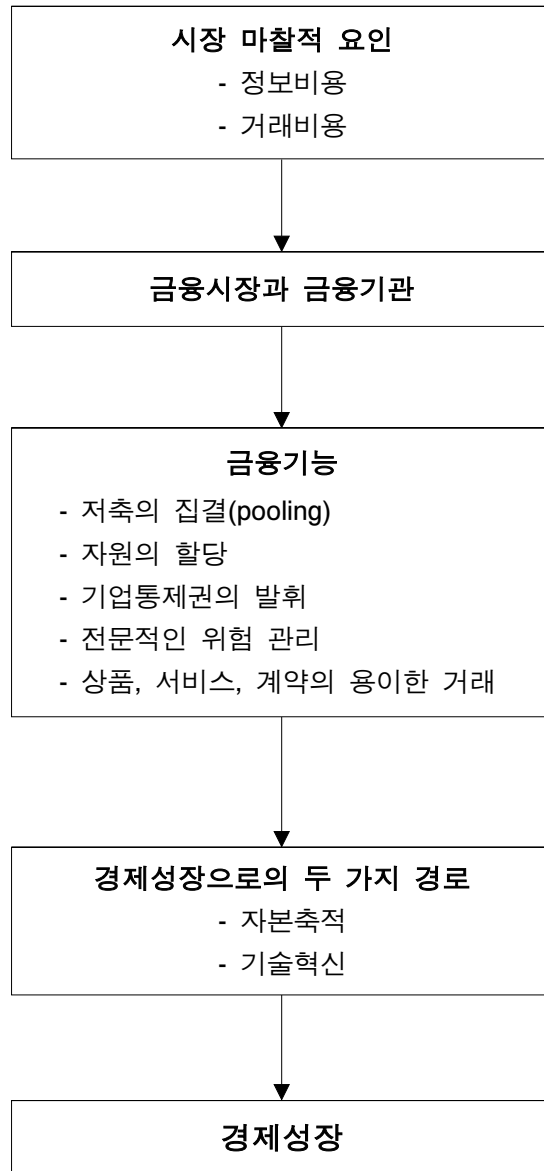 시장 마찰적 요인
- 정보비용
- 거래비용
금융시장과 금융기관
금융기능
- 저축의 집결(pooling)
- 자원의 할당
- 기업통제권의 발휘
- 전문적인 위험 관리
- 상품, 서비스, 계약의 용이한 거래
경제성장으로의 두 가지 경로
- 자본축적
- 기술혁신
경제성장